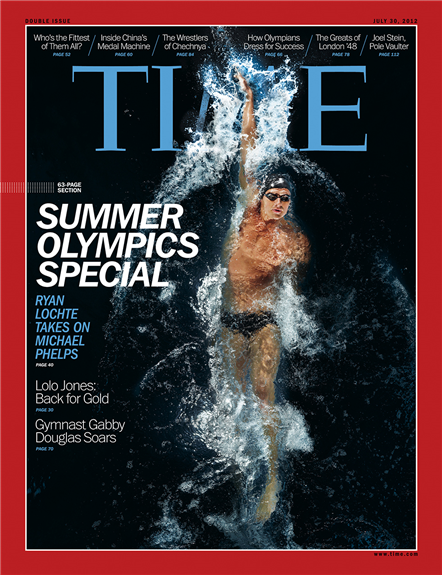 DOUBLE ISSUE
JULY 30, 2012
Who's the Fittest
of Them All?
PAGE 52
Inside China's
Medal Machine
PAGE 60
The Wrestlers
of Chechnya
PAGE 84
How Olympians
Dress for Success
PAGE 66
The Greats of
London '48
PAGE 78
Joel Stein,
Pole Vaulter
PAGE 112
TIME
63-PAGE
SECTION
SUMMER
OLYMPICS
SPECIAL
RYAN
LOCHTE
TAKES ON
MICHAEL
PHELPS
PAGE 40
Lolo Jones:
Back for Gold
PAGE 30
Gymnast Gabby
Douglas Soars
PAGE 70
www.time.com